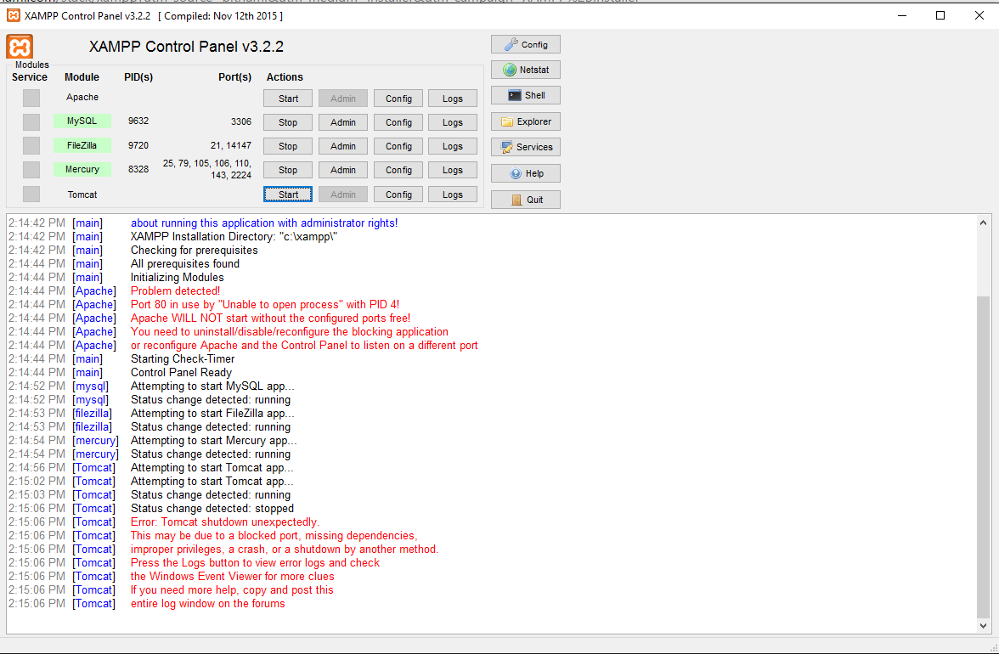 XAMPP Control Panel v3.2.2 [ Compiled: Nov 12th 2015 ]
XAMPP Control Panel v3.2.2
Modules
Service Module PID(s) Port(s) Actions
Apache Start Admin Config Logs
MySQL 9632 3306 Stop Admin Config Logs
FileZilla 9720 21, 14147 Stop Admin Config Logs
Mercury 8328 25, 79, 105, 106, 110, Stop Admin Config Logs
143, 2224
Tomcat Start Admin Config Logs
Config
Netstat
Shell
Explorer
Services
Help
Quit
2:14:42 PM [main] about running this application with administrator rights!
2:14:42 PM [main] XAMPP Installation Directory: "c:\xampp\"
2:14:42 PM [main] Checking for prerequisites
2:14:44 PM [main] All prerequisites found
2:14:44 PM [main] Initializing Modules
2:14:44 PM [Apache] Problem detected!
2:14:44 PM [Apache] Port 80 in use by "Unable to open process" with PID 4!
2:14:44 PM [Apache] Apache WILL NOT start without the configured ports free!
2:14:44 PM [Apache] You need to uninstall/disable/reconfigure the blocking application
2:14:44 PM [Apache] or reconfigure Apache and the Control Panel to listen on a different port
2:14:44 PM [main] Starting Check-Timer
2:14:44 PM [main] Control Panel Ready
2:14:52 PM [mysql] Attempting to start MySQL app...
2:14:52 PM [mysql] Status change detected: running
2:14:53 PM [filezilla] Attempting to start FileZilla app...
2:14:53 PM [filezilla] Status change detected: running
2:14:54 PM [mercury] Attempting to start Mercury app...
2:14:54 PM [mercury] Status change detected: running
2:14:56 PM [Tomcat] Attempting to start Tomcat app...
2:15:02 PM [Tomcat] Attempting to start Tomcat app...
2:15:03 PM [Tomcat] Status change detected: running
2:15:06 PM [Tomcat] Status change detected: stopped
2:15:06 PM [Tomcat] Error: Tomcat shutdown unexpectedly.
2:15:06 PM [Tomcat] This may be due to a blocked port, missing dependencies,
2:15:06 PM [Tomcat] improper privileges, a crash, or a shutdown by another method.
2:15:06 PM [Tomcat] Press the Logs button to view error logs and check
2:15:06 PM [Tomcat] the Windows Event Viewer for more clues
2:15:06 PM [Tomcat] If you need more help, copy and post this
2:15:06 PM [Tomcat] entire log window on the forums